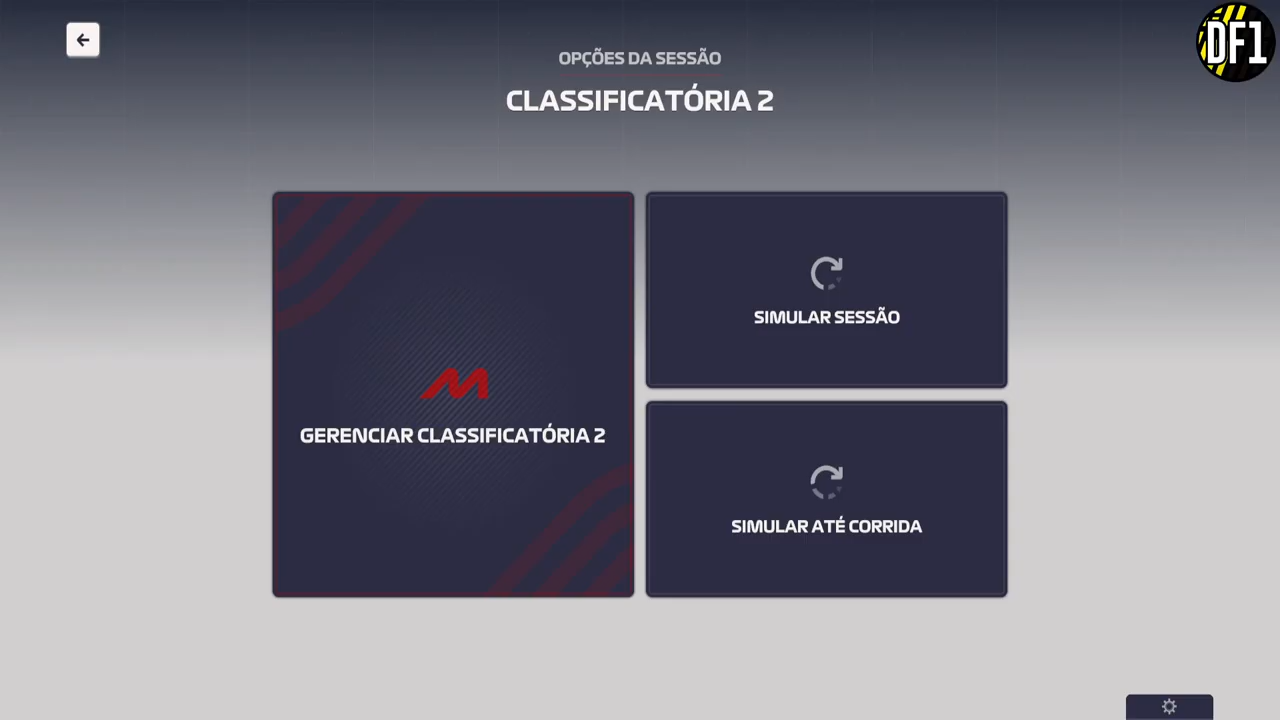 DF1
OPÇÕES DA SESSÃO
CLASSIFICATÓRIA 2
GERENCIAR CLASSIFICATÓRIA 2
SIMULAR SESSÃO
SIMULAR ATÉ CORRIDA